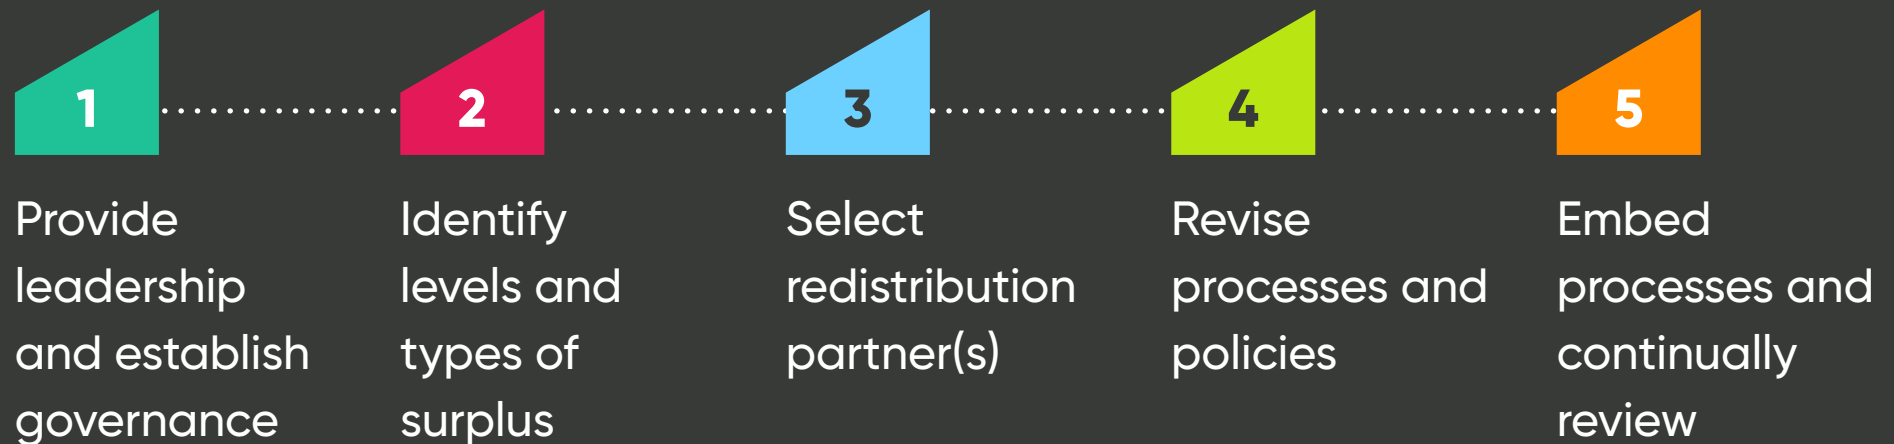 1
Provide
leadership
and establish
governance
2
Identify
levels and
types of
surplus
3
Select
redistribution
partner(s)
4
Revise
processes and
policies
5
Embed
processes and
continually
review